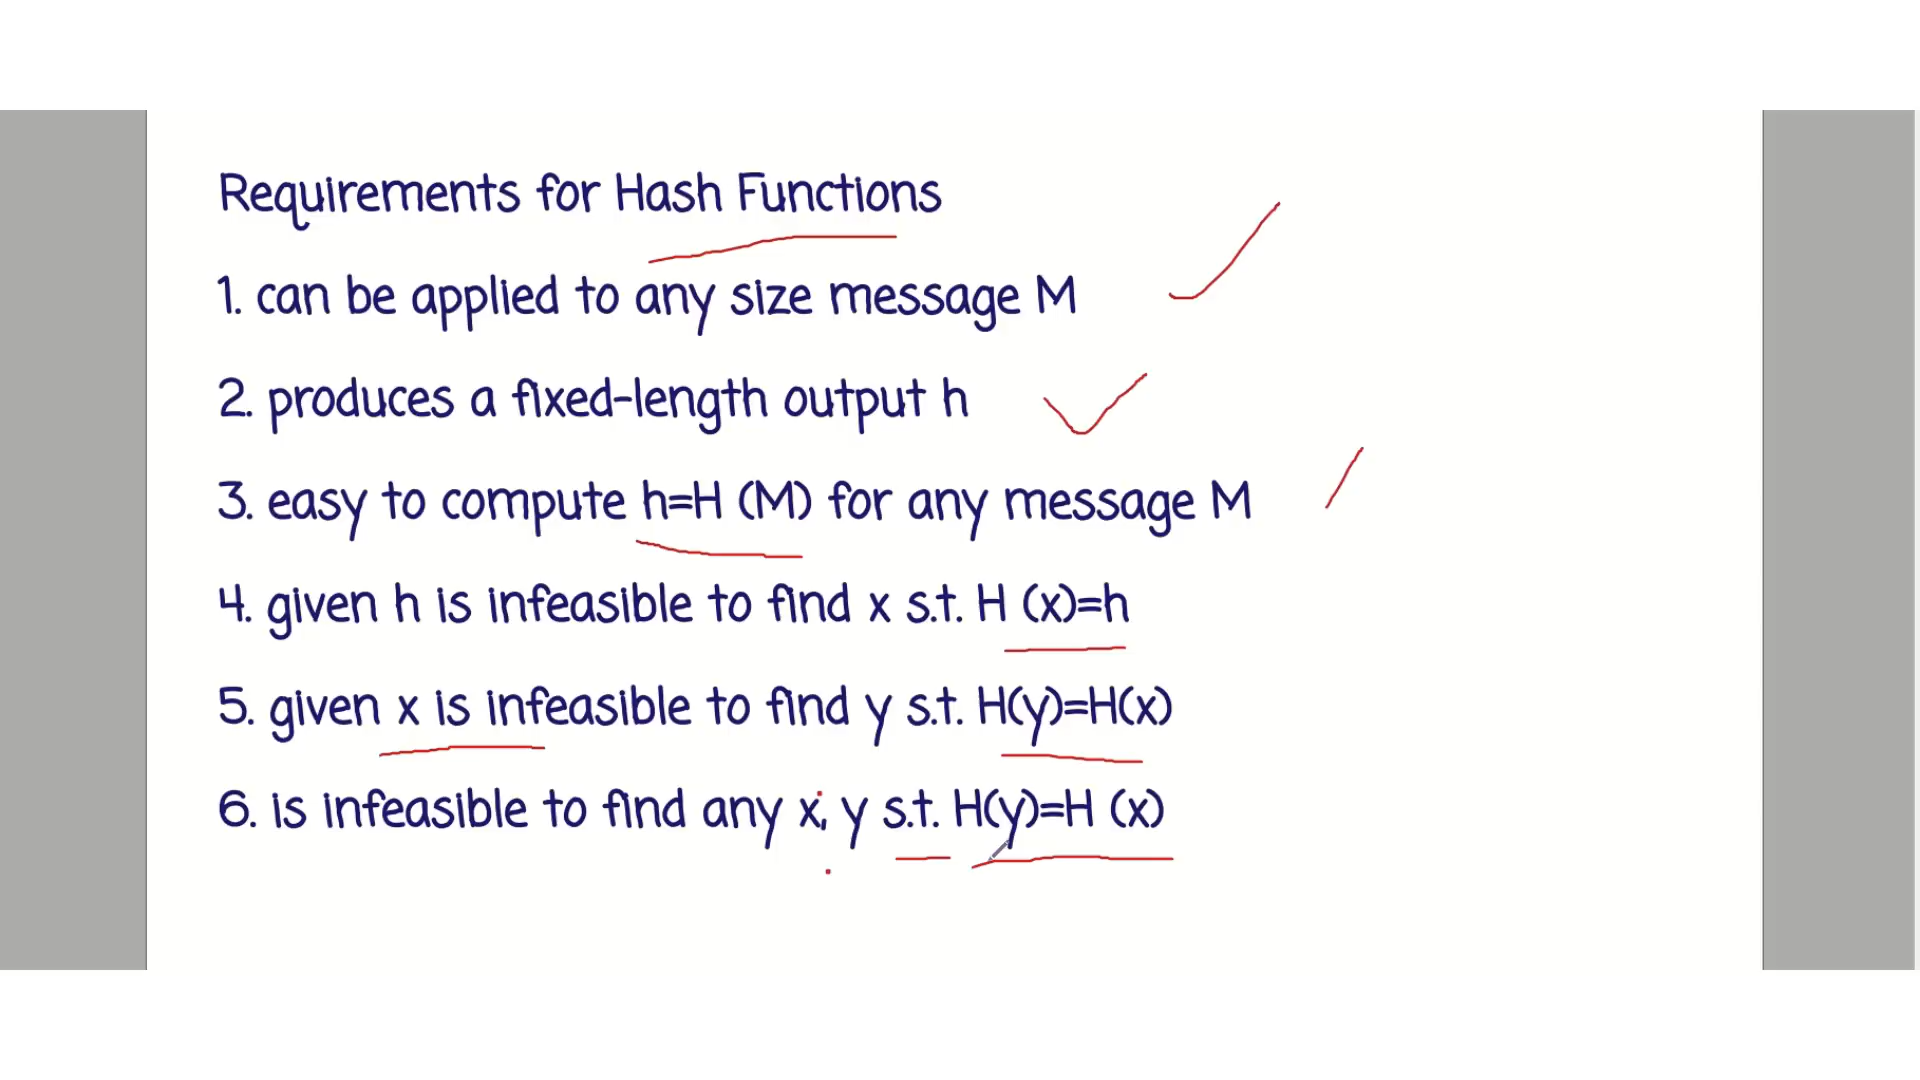 Requirements for Hash Functions
1. can be applied to any size message M
2. produces a fixed-length output h
3. easy to compute h=H (M) for any message M
4. given h is infeasible to find x s.t. H (x)=h
5. given x is infeasible to find y s.t. H(y)=H(x)
6. is infeasible to find any x, y s.t. H(y)=H (x)